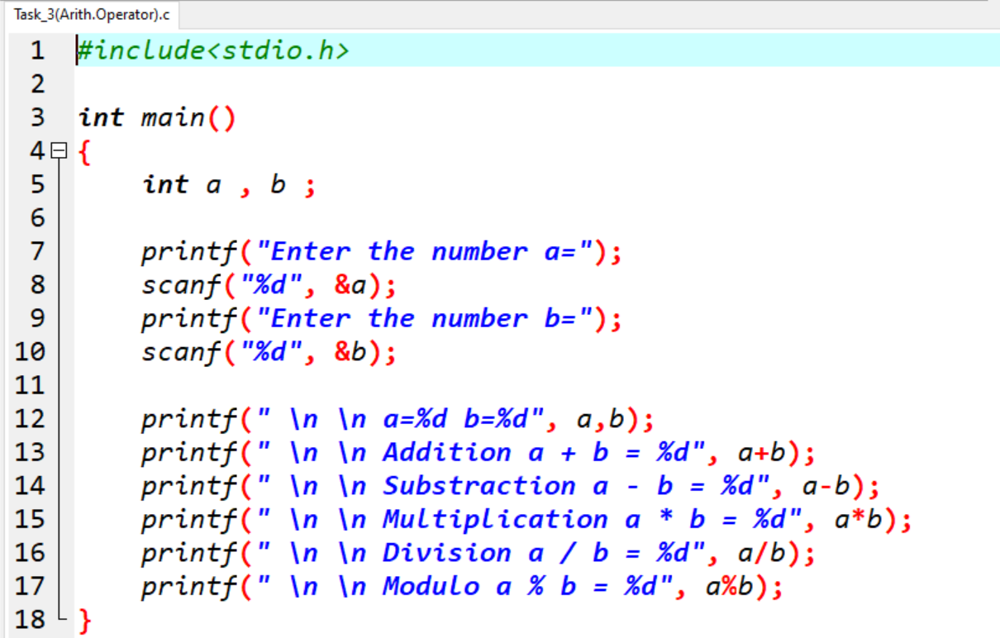 Task_3(Arith.Operator).c
1 #include<stdio.h>
2
3 int main()
4 {
5 int a , b ;
6
7 printf("Enter the number a=");
8 scanf("%d", &a);
9 printf("Enter the number b=");
10 scanf("%d", &b);
11
12 printf(" \n \n a=%d b=%d", a,b);
13 printf(" \n \n Addition a + b = %d", a+b);
14 printf(" \n \n Substraction a - b = %d", a-b);
15 printf(" \n \n Multiplication a * b = %d", a*b);
16 printf(" \n \n Division a / b = %d", a/b);
17 printf(" \n \n Modulo a % b = %d", a%b);
18 }